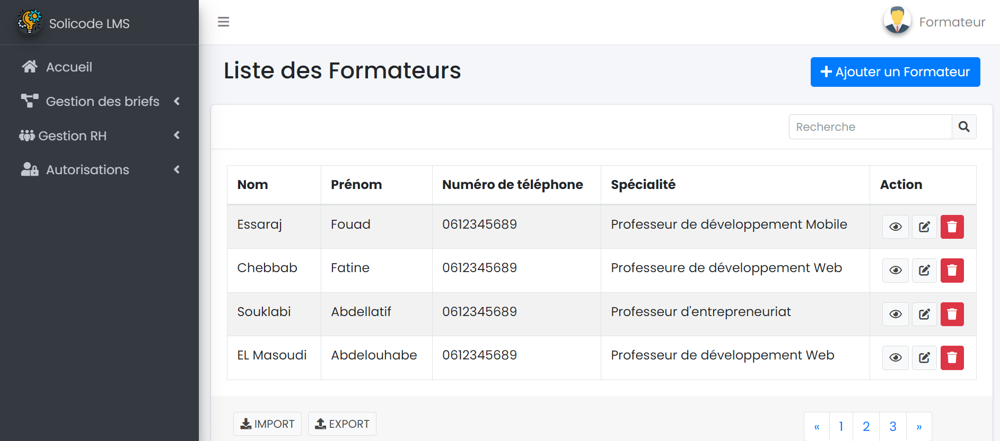 Solicode LMS
Formateur
Accueil
Gestion des briefs
Gestion RH
Autorisations
Liste des Formateurs
Ajouter un Formateur
Recherche
Nom Prénom Numéro de téléphone Spécialité Action
Essaraj Fouad 0612345689 Professeur de développement Mobile
Chebbab Fatine 0612345689 Professeure de développement Web
Souklabi Abdellatif 0612345689 Professeur d'entrepreneuriat
EL Masoudi Abdelouhabe 0612345689 Professeur de développement Web
IMPORT EXPORT
« 1 2 3 »